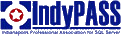 IndyPASS
Indianapolis Professional Association for SQL Server